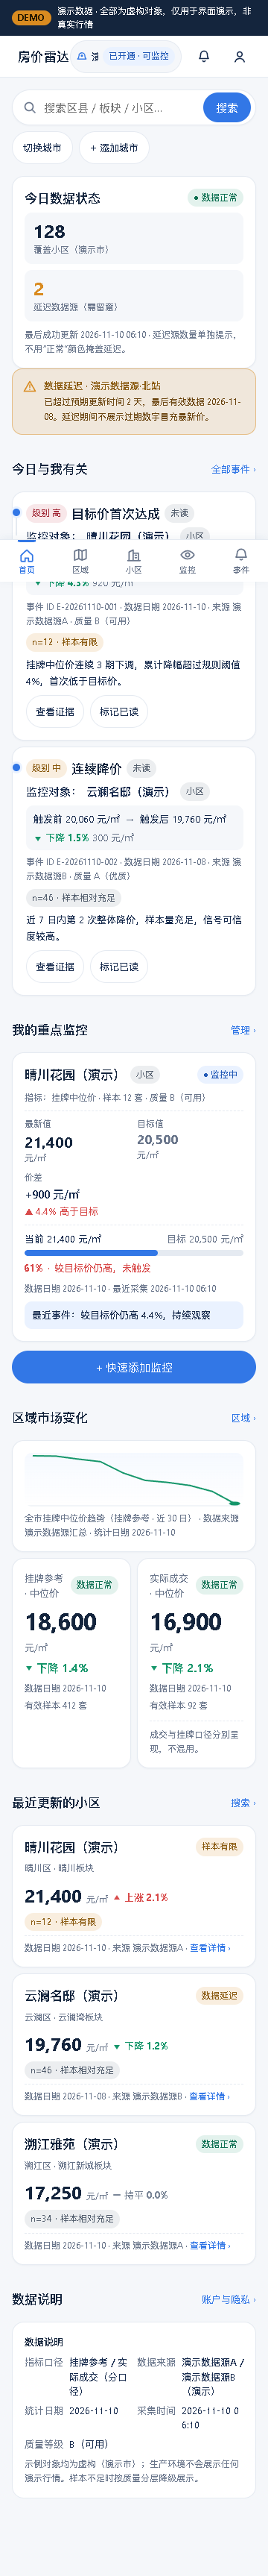 DEMO
演示数据 · 全部为虚构对象，仅用于界面演示，非
真实行情
房价雷达
已开通 · 可监控
搜索区县 / 板块 / 小区...
搜索
切换城市
+ 添加城市
今日数据状态
● 数据正常
128
覆盖小区（演示市）
2
延迟数据源（需留意）
最后成功更新 2026-11-10 06:10 · 延迟源数量单独提示，
不用“正常”颜色掩盖延迟。
数据延迟 · 演示数据源·北站
已超过预期更新时间 2 天，最后有效数据 2026-11-
08。延迟期间不展示过期数字冒充最新价。
今日与我有关
全部事件 ›
级别 高
目标价首次达成
未读
监控对象： 晴川花园（演示）
小区
首页
区域
小区
监控
事件
▼ 下降 4.3% 920 元/㎡
事件 ID E-20261110-001 · 数据日期 2026-11-10 · 来源 演
示数据源A · 质量 B（可用）
n=12 · 样本有限
挂牌中位价连续 3 期下调，累计降幅超过规则阈值
4%，首次低于目标价。
查看证据
标记已读
级别 中
连续降价
未读
监控对象： 云澜名邸（演示）
小区
触发前 20,060 元/㎡ → 触发后 19,760 元/㎡
▼ 下降 1.5% 300 元/㎡
事件 ID E-20261110-002 · 数据日期 2026-11-08 · 来源 演
示数据源B · 质量 A（优质）
n=46 · 样本相对充足
近 7 日内第 2 次整体降价，样本量充足，信号可信
度较高。
查看证据
标记已读
我的重点监控
管理 ›
晴川花园（演示）
小区
● 监控中
指标：挂牌中位价 · 样本 12 套 · 质量 B（可用）
最新值
目标值
21,400
20,500
元/㎡
元/㎡
价差
+900 元/㎡
▲ 4.4% 高于目标
当前 21,400 元/㎡
目标 20,500 元/㎡
61% · 较目标价仍高，未触发
数据日期 2026-11-10 · 最近采集 2026-11-10 06:10
最近事件：较目标价仍高 4.4%，持续观察
+ 快速添加监控
区域市场变化
区域 ›
全市挂牌中位价趋势（挂牌参考 · 近 30 日） · 数据来源
演示数据源汇总 · 统计日期 2026-11-10
挂牌参考
· 中位价
数据正常
18,600
元/㎡
▼ 下降 1.4%
数据日期 2026-11-10
有效样本 412 套
实际成交
· 中位价
数据正常
16,900
元/㎡
▼ 下降 2.1%
数据日期 2026-11-10
有效样本 92 套
成交与挂牌口径分别呈
现，不混用。
最近更新的小区
搜索 ›
晴川花园（演示）
样本有限
晴川区 · 晴川板块
21,400 元/㎡ ▲ 上涨 2.1%
n=12 · 样本有限
数据日期 2026-11-10 · 来源 演示数据源A · 查看详情 ›
云澜名邸（演示）
数据延迟
云澜区 · 云澜湾板块
19,760 元/㎡ ▼ 下降 1.2%
n=46 · 样本相对充足
数据日期 2026-11-08 · 来源 演示数据源B · 查看详情 ›
溯江雅苑（演示）
数据正常
溯江区 · 溯江新城板块
17,250 元/㎡ — 持平 0.0%
n=34 · 样本相对充足
数据日期 2026-11-10 · 来源 演示数据源A · 查看详情 ›
数据说明
账户与隐私 ›
数据说明
指标口径
挂牌参考 / 实
际成交（分口
径）
数据来源
演示数据源A /
演示数据源B
（演示）
统计日期
2026-11-10
采集时间
2026-11-10 0
6:10
质量等级
B（可用）
示例对象均为虚构（演示市）；生产环境不会展示任何
演示行情。样本不足时按质量分层降级展示。